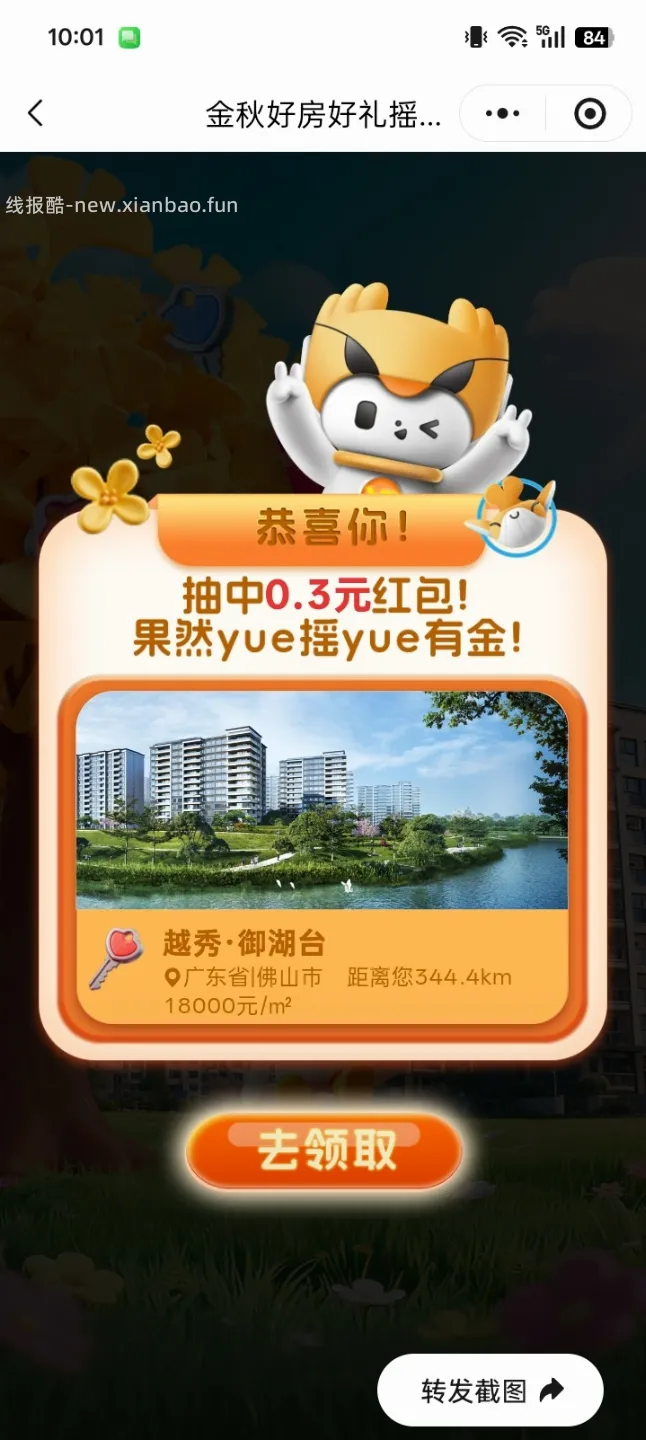 10:01
5G
84
金秋好房好礼摇...
线报酷-new.xianbao.fun
恭喜你！
抽中0.3元红包！
果然yue摇yue有金！
越秀·御湖台
广东省|佛山市 距离您344.4km
18000元/㎡
去领取
转发截图